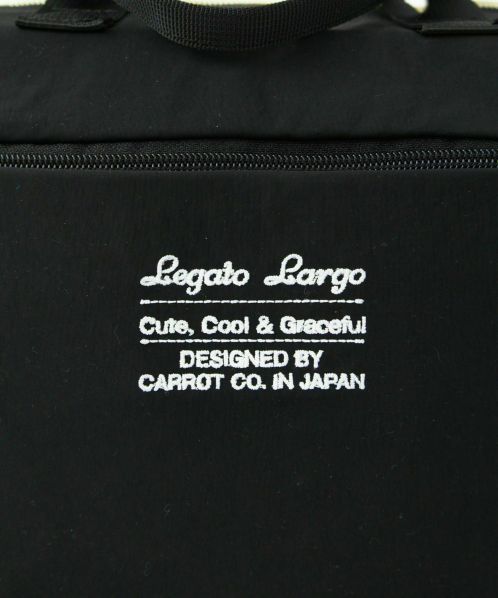 Legato Largo
Cute, Cool & Graceful
DESIGNED BY
CARROT CO. IN JAPAN